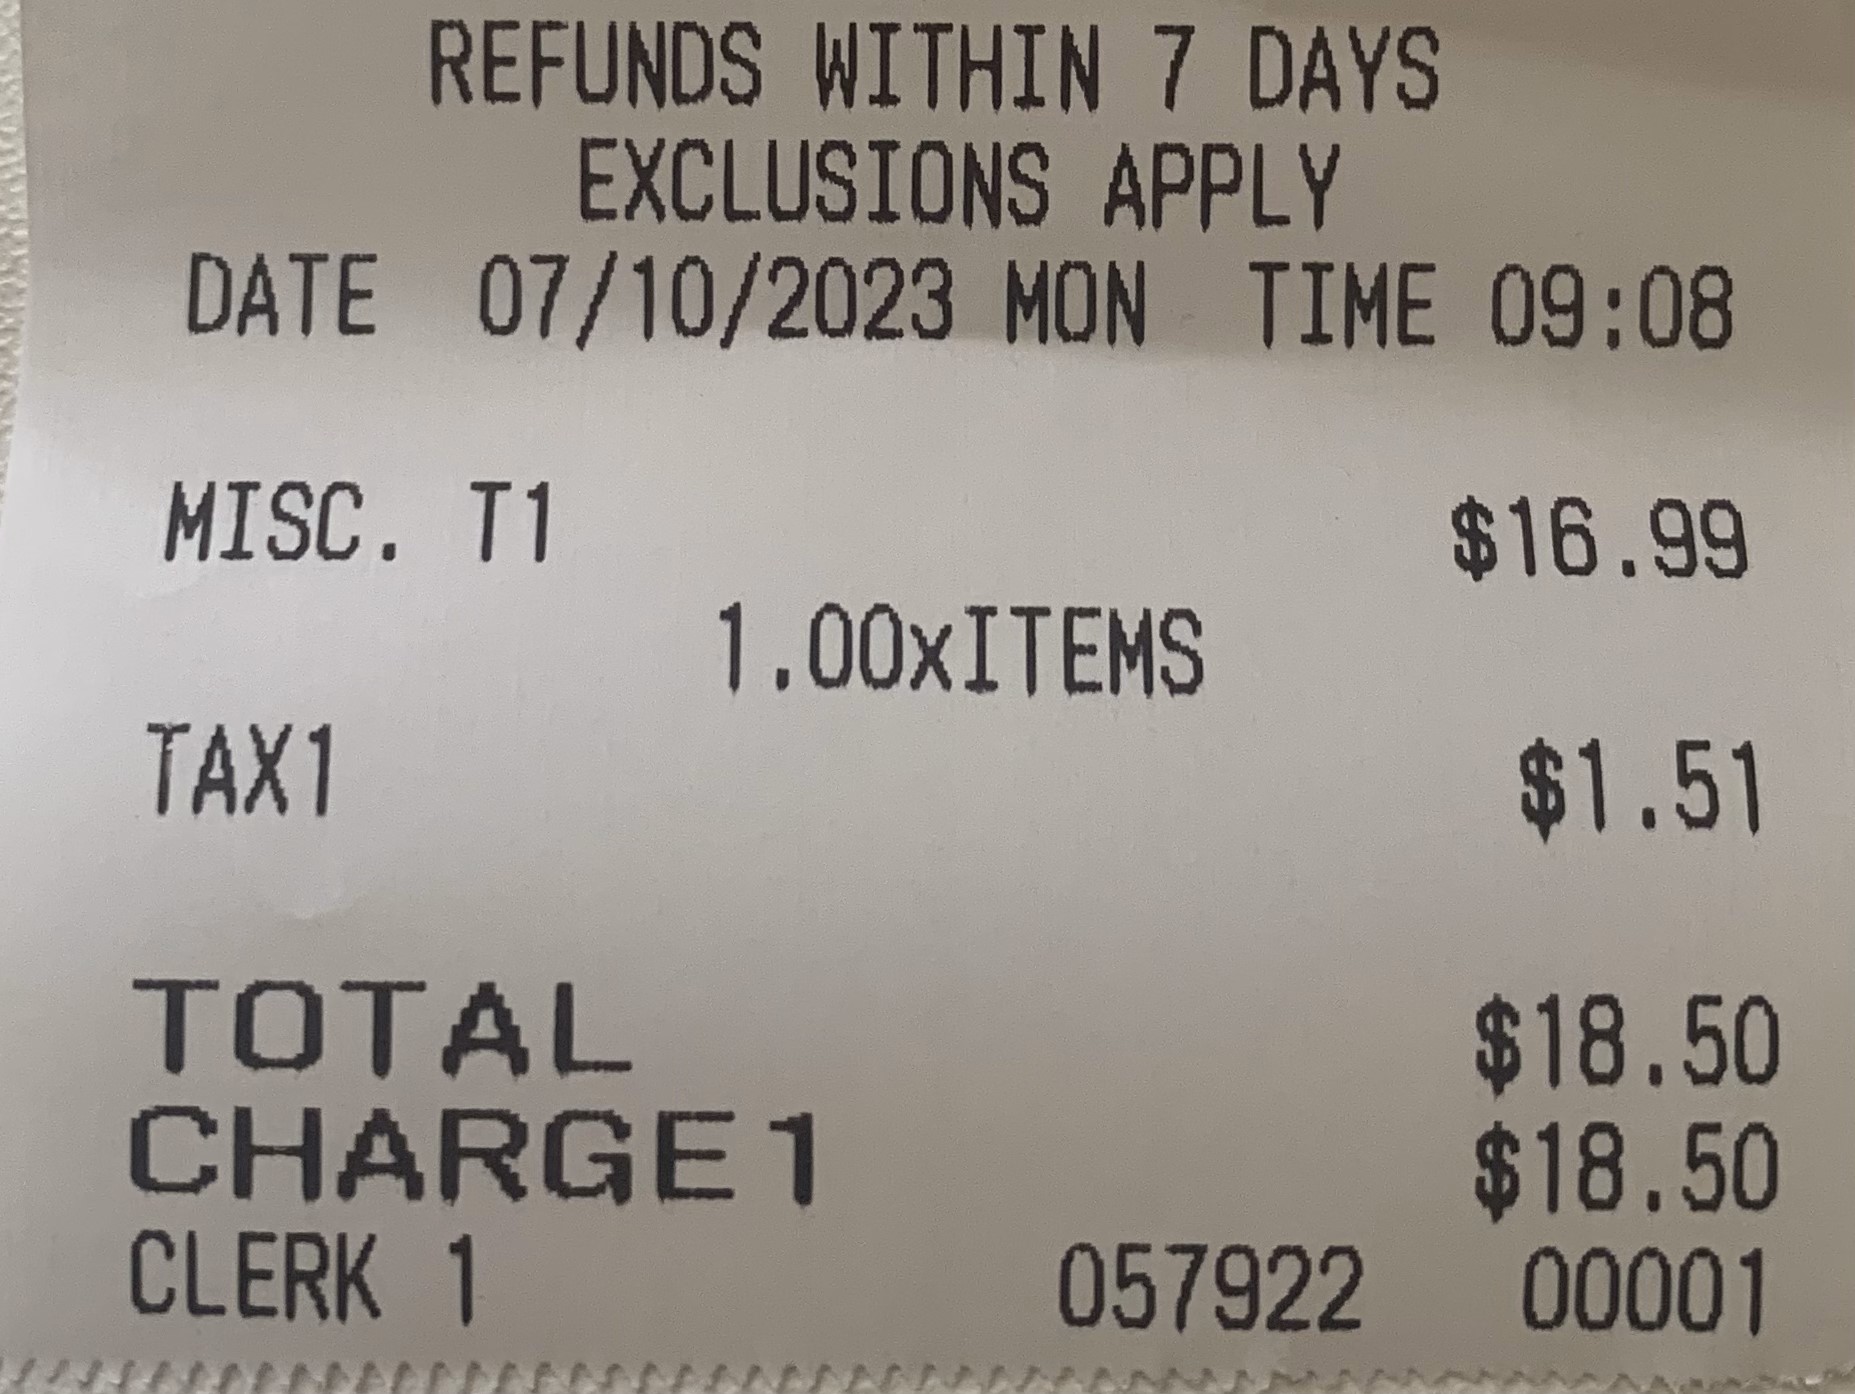 REFUNDS WITHIN 7 DAYS
EXCLUSIONS APPLY
DATE 07/10/2023 MON TIME 09:08
MISC. T1 $16.99
1.00xITEMS
TAX1 $1.51
TOTAL $18.50
CHARGE1 $18.50
CLERK 1 057922 00001